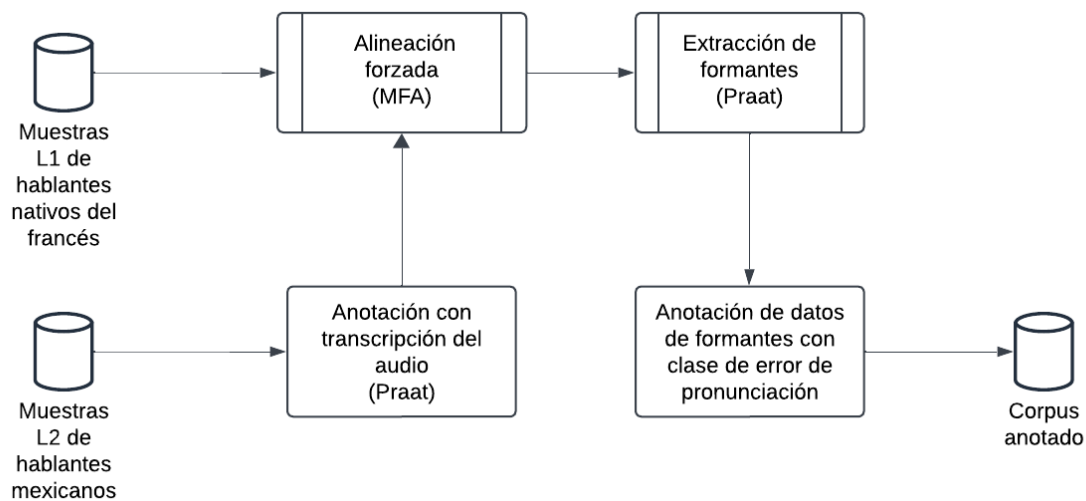 Muestras
L1 de
hablantes
nativos del
francés
Alineación
forzada
(MFA)
Extracción de
formantes
(Praat)
Muestras
L2 de
hablantes
mexicanos
Anotación con
transcripción del
audio
(Praat)
Anotación de datos
de formantes con
clase de error de
pronunciación
Corpus
anotado